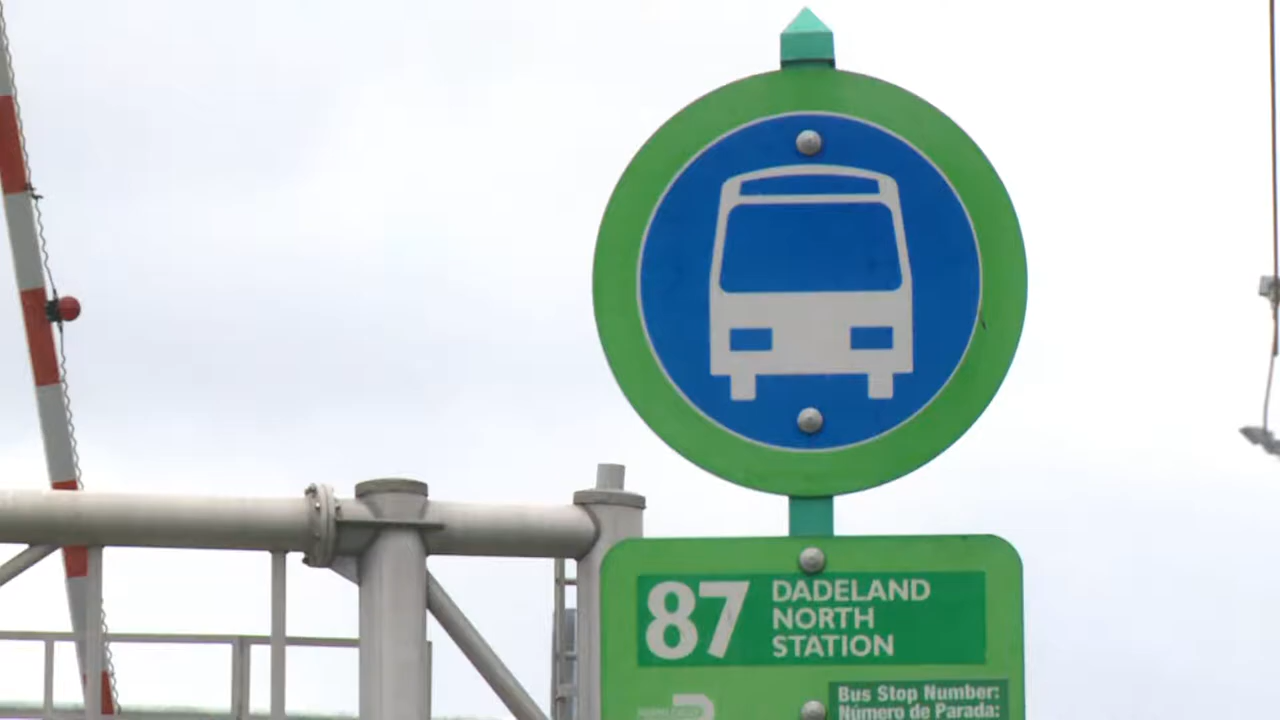 87
DADELAND
NORTH
STATION
Bus Stop Number:
Número de Parada: